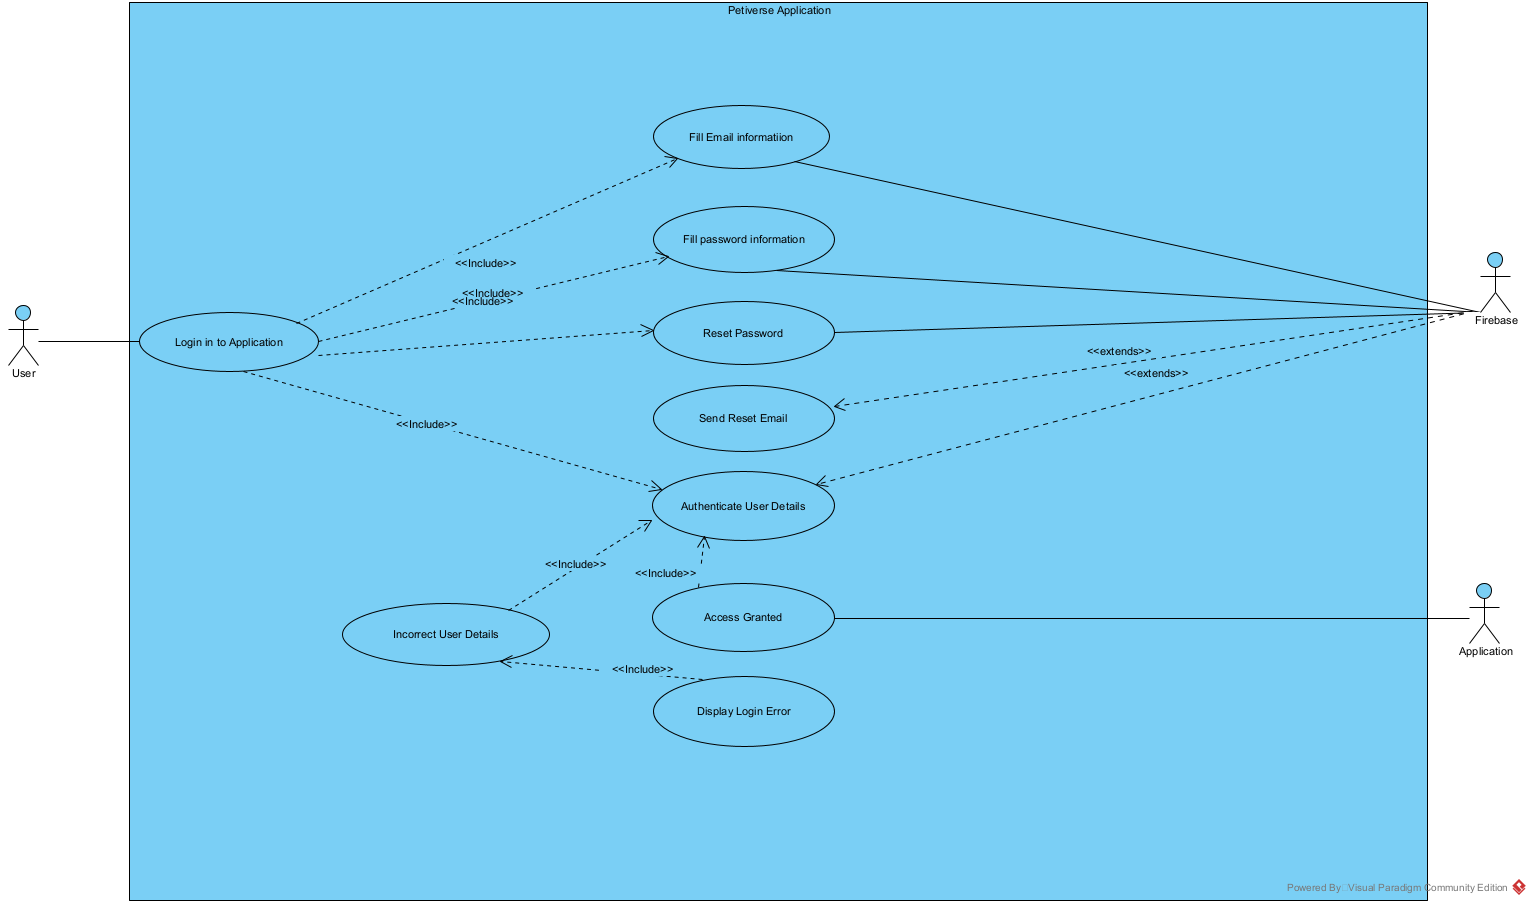 Petiverse Application
Fill Email informatiion
Fill password information
<<Include>>
<<Include>>
<<Include>>
Login in to Application
Reset Password
User
Firebase
<<extends>>
<<extends>>
Send Reset Email
<<Include>>
Authenticate User Details
<<Include>>
<<Include>>
Access Granted
Incorrect User Details
Application
<<Include>>
Display Login Error
Powered By Visual Paradigm Community Edition